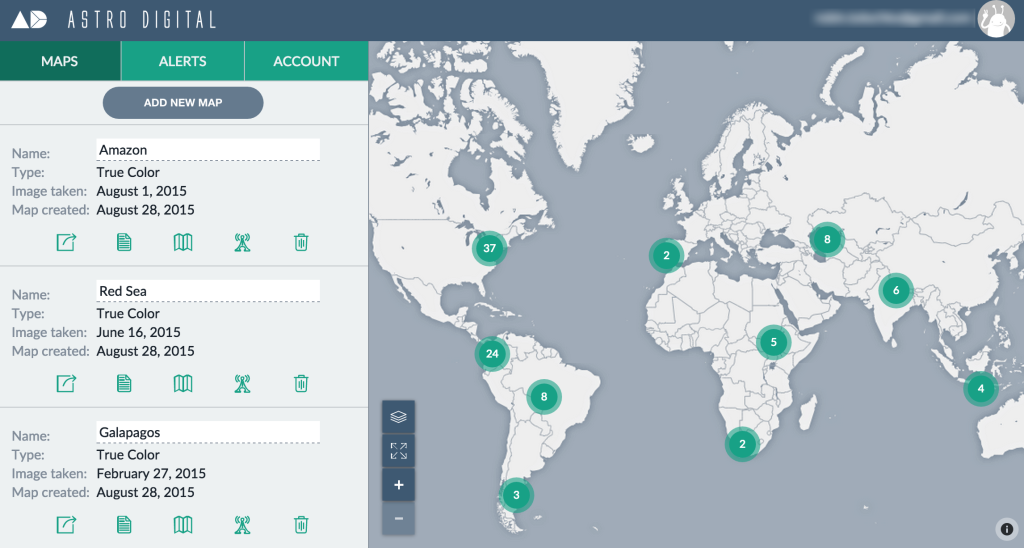 ASTRO DIGITAL
MAPS
ALERTS
ACCOUNT
ADD NEW MAP
Name: Amazon
Type: True Color
Image taken: August 1, 2015
Map created: August 28, 2015
Name: Red Sea
Type: True Color
Image taken: June 16, 2015
Map created: August 28, 2015
Name: Galapagos
Type: True Color
Image taken: February 27, 2015
Map created: August 28, 2015
37
2
8
6
5
24
4
8
2
3
+
−
i